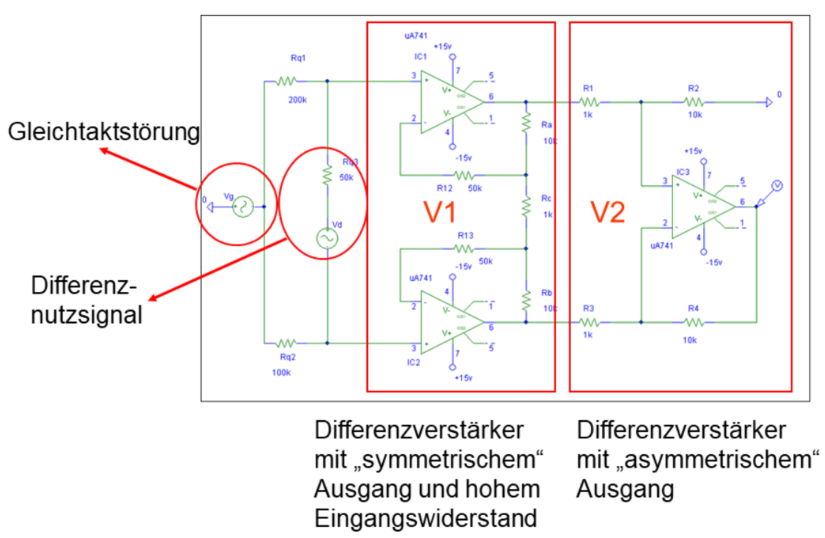 uA741
+15v
IC1
7
5
3
6
2
1
4
-15v
Rq1
200k
Gleichtaktstörung
0
Vg
Rq3
50k
Vd
Differenz-
nutzsignal
Rq2
100k
R12
50k
Ra
10k
Rc
1k
V1
R13
50k
Rb
10k
uA741
-15v
4
1
2
6
3
5
7
IC2
+15v
R1
1k
R2
10k
0
V2
+15v
IC3
7
5
3
6
2
1
4
uA741
-15v
V
R3
1k
R4
10k
V+
V-
V-
V+
V+
V-
Differenzverstärker
mit „symmetrischem“
Ausgang und hohem
Eingangswiderstand
Differenzverstärker
mit „asymmetrischem“
Ausgang